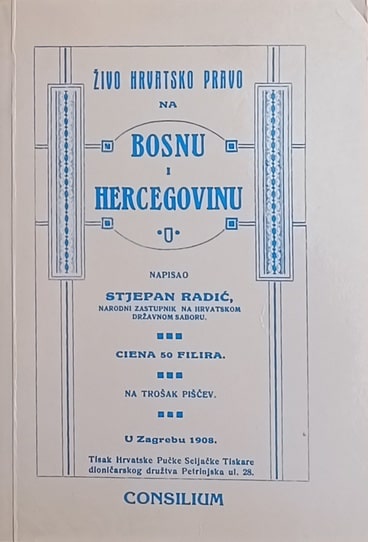 ŽIVO HRVATSKO PRAVO
NA
BOSNU
I
HERCEGOVINU
NAPISAO
STJEPAN RADIĆ,
NARODNI ZASTUPNIK NA HRVATSKOM
DRŽAVNOM SABORU.
CIENA 50 FILIRA.
NA TROŠAK PIŠČEV.
U Zagrebu 1908.
Tisak Hrvatske Pučke Seljačke Tiskare
dioničarskog družtva Petrinjska ul. 28.
CONSILIUM